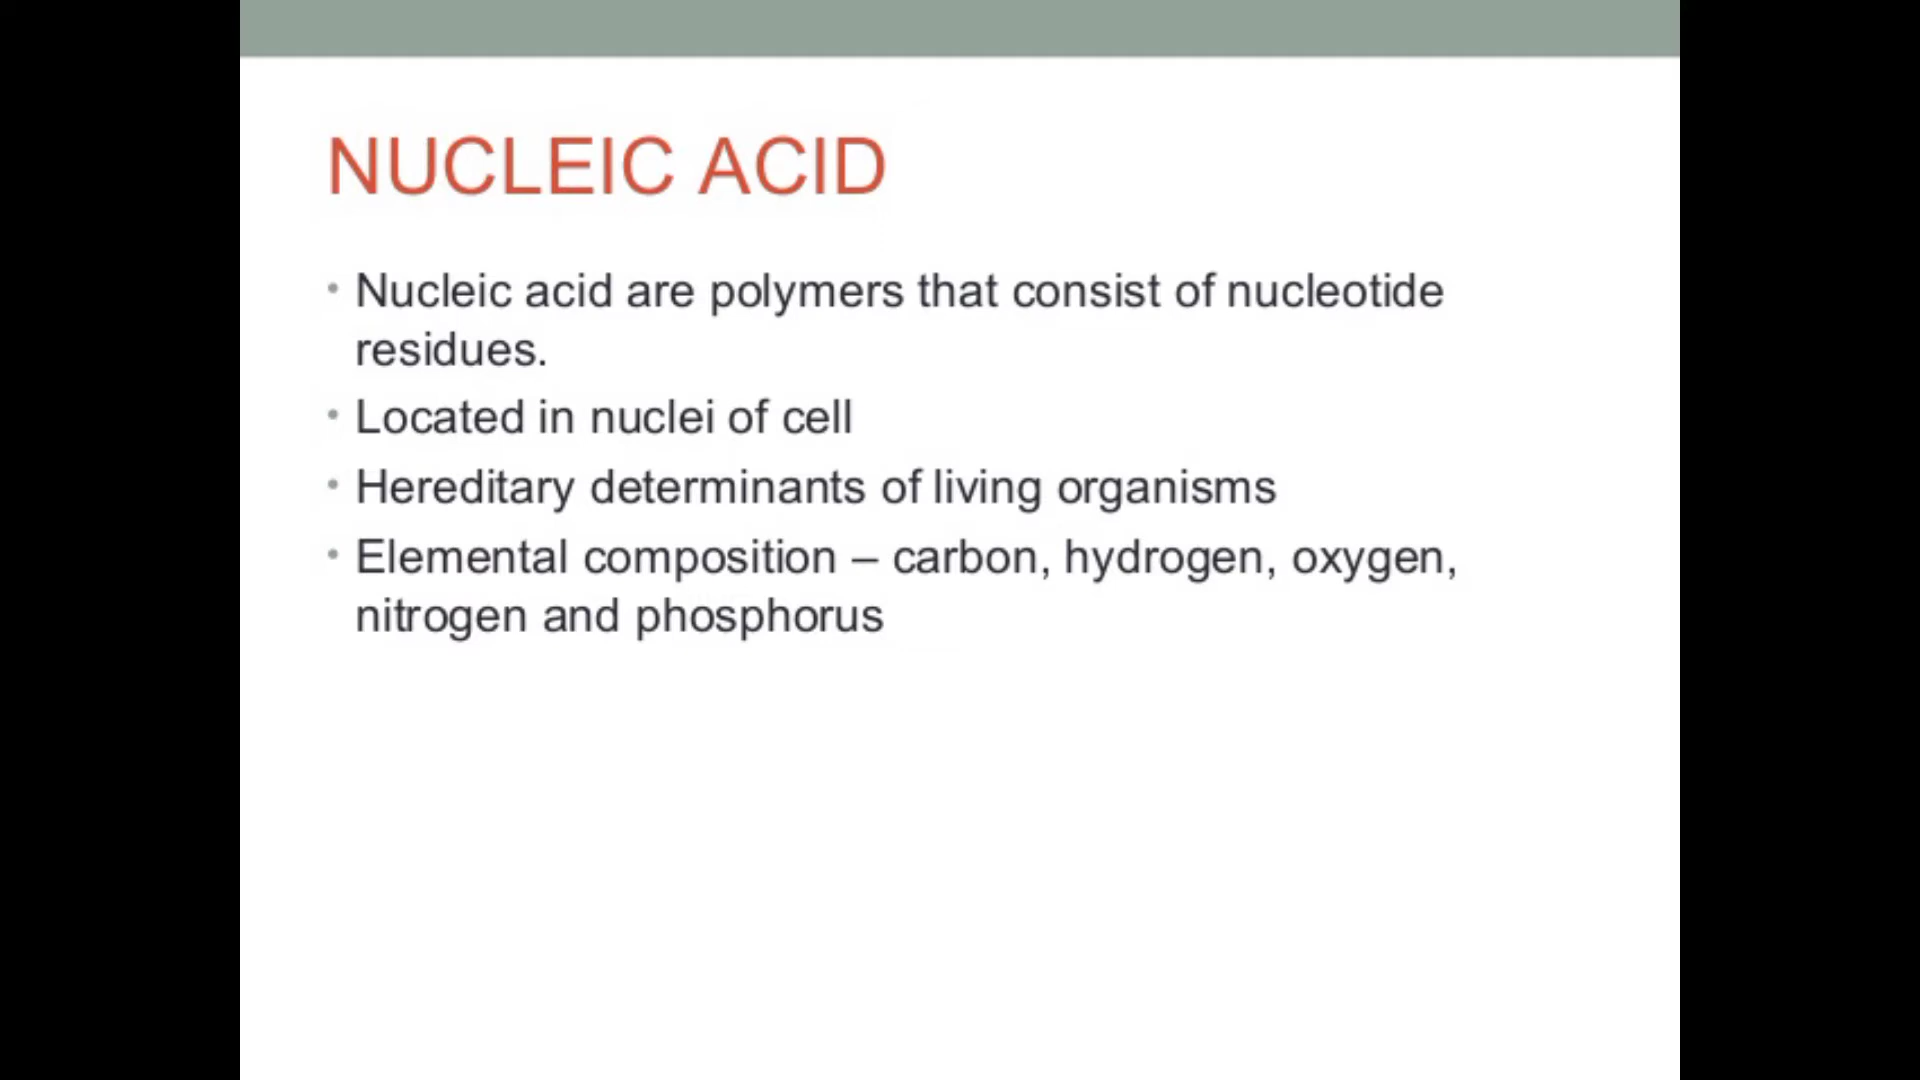 NUCLEIC ACID
• Nucleic acid are polymers that consist of nucleotide
residues.
• Located in nuclei of cell
• Hereditary determinants of living organisms
• Elemental composition – carbon, hydrogen, oxygen,
nitrogen and phosphorus